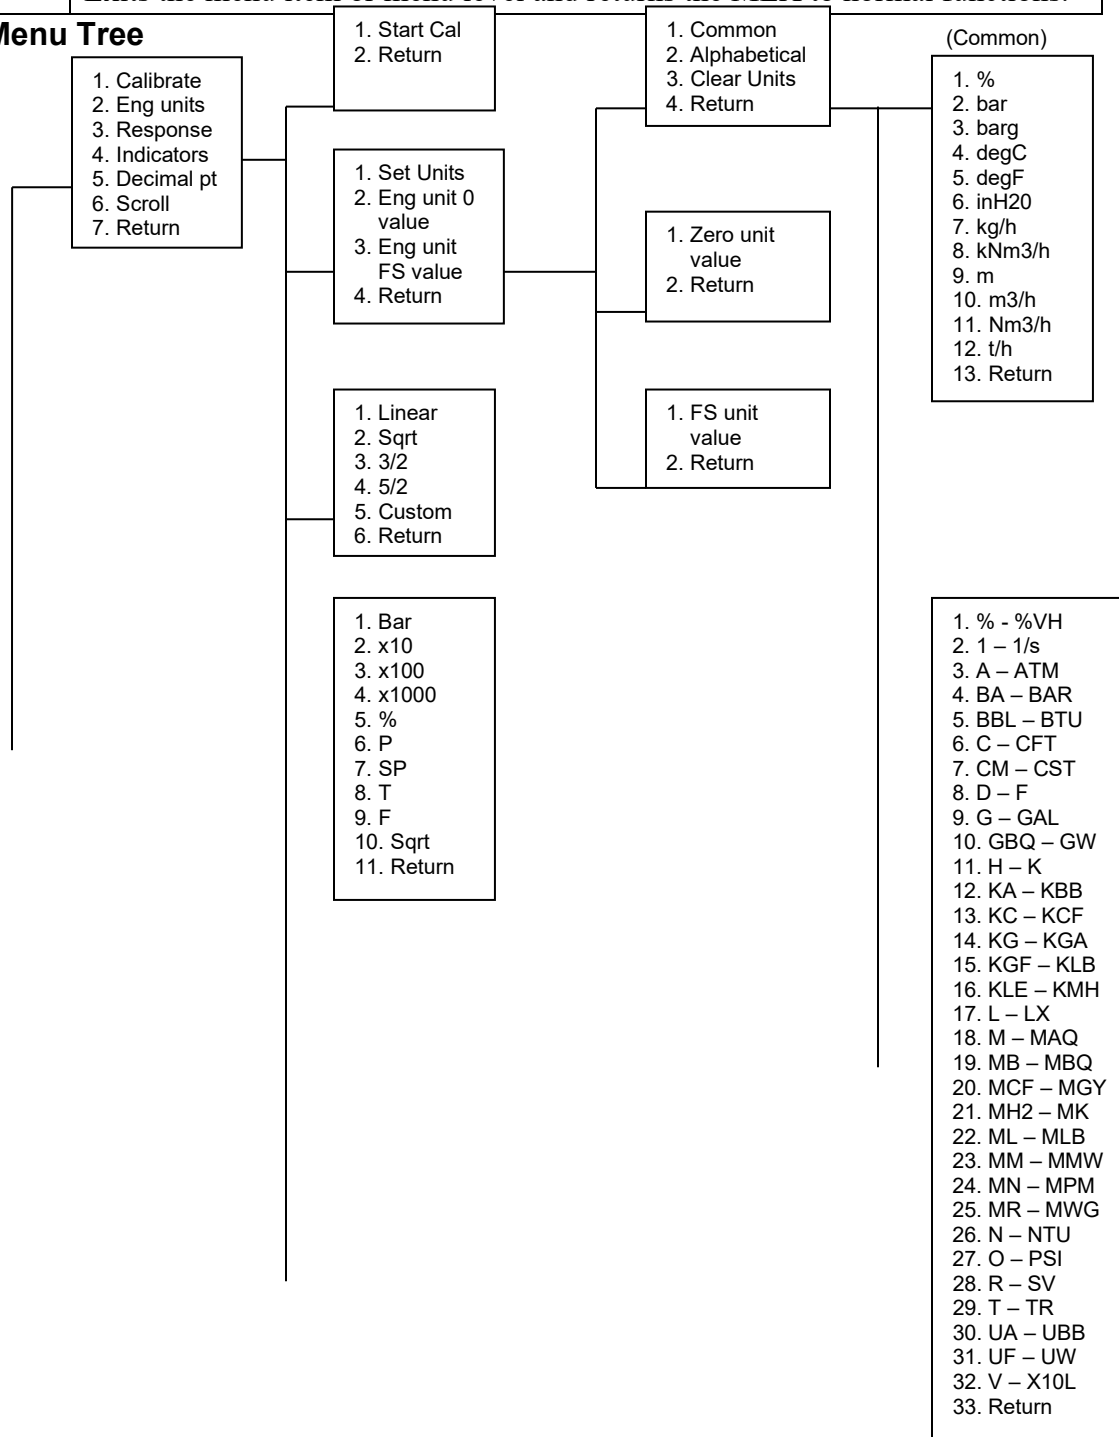 Menu Tree
1. Calibrate
2. Eng units
3. Response
4. Indicators
5. Decimal pt
6. Scroll
7. Return
1. Start Cal
2. Return
1. Set Units
2. Eng unit 0
value
3. Eng unit
FS value
4. Return
1. Linear
2. Sqrt
3. 3/2
4. 5/2
5. Custom
6. Return
1. Bar
2. x10
3. x100
4. x1000
5. %
6. P
7. SP
8. T
9. F
10. Sqrt
11. Return
1. Common
2. Alphabetical
3. Clear Units
4. Return
1. Zero unit
value
2. Return
1. FS unit
value
2. Return
(Common)
1. %
2. bar
3. barg
4. degC
5. degF
6. inH20
7. kg/h
8. kNm3/h
9. m
10. m3/h
11. Nm3/h
12. t/h
13. Return
1. % - %VH
2. 1 – 1/s
3. A – ATM
4. BA – BAR
5. BBL – BTU
6. C – CFT
7. CM – CST
8. D – F
9. G – GAL
10. GBQ – GW
11. H – K
12. KA – KBB
13. KC – KCF
14. KG – KGA
15. KGF – KLB
16. KLE – KMH
17. L – LX
18. M – MAQ
19. MB – MBQ
20. MCF – MGY
21. MH2 – MK
22. ML – MLB
23. MM – MMW
24. MN – MPM
25. MR – MWG
26. N – NTU
27. O – PSI
28. R – SV
29. T – TR
30. UA – UBB
31. UF – UW
32. V – X10L
33. Return